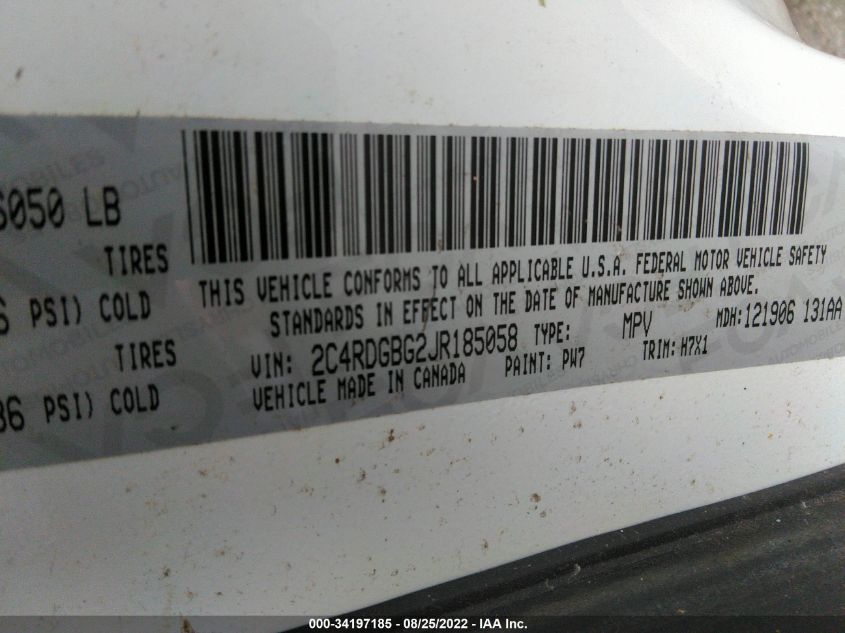 6050 LB
TIRES
PSI) COLD
TIRES
36 PSI) COLD
THIS VEHICLE CONFORMS TO ALL APPLICABLE U.S.A. FEDERAL MOTOR VEHICLE SAFETY
STANDARDS IN EFFECT ON THE DATE OF MANUFACTURE SHOWN ABOVE.
VIN: 2C4RDGBG2JR185058 TYPE: MPV MDH:121906 131AA
VEHICLE MADE IN CANADA PAINT: PW7 TRIM:H7X1
000-34197185 - 08/25/2022 - IAA Inc.